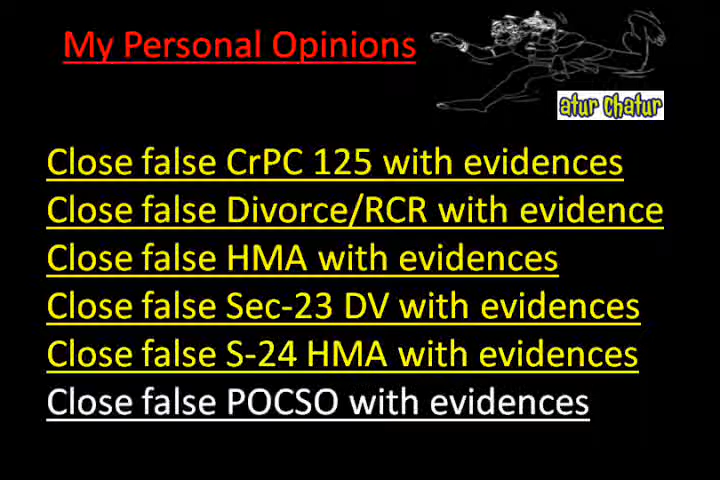 My Personal Opinions
atur Chatur
Close false CrPC 125 with evidences
Close false Divorce/RCR with evidence
Close false HMA with evidences
Close false Sec-23 DV with evidences
Close false S-24 HMA with evidences
Close false POCSO with evidences